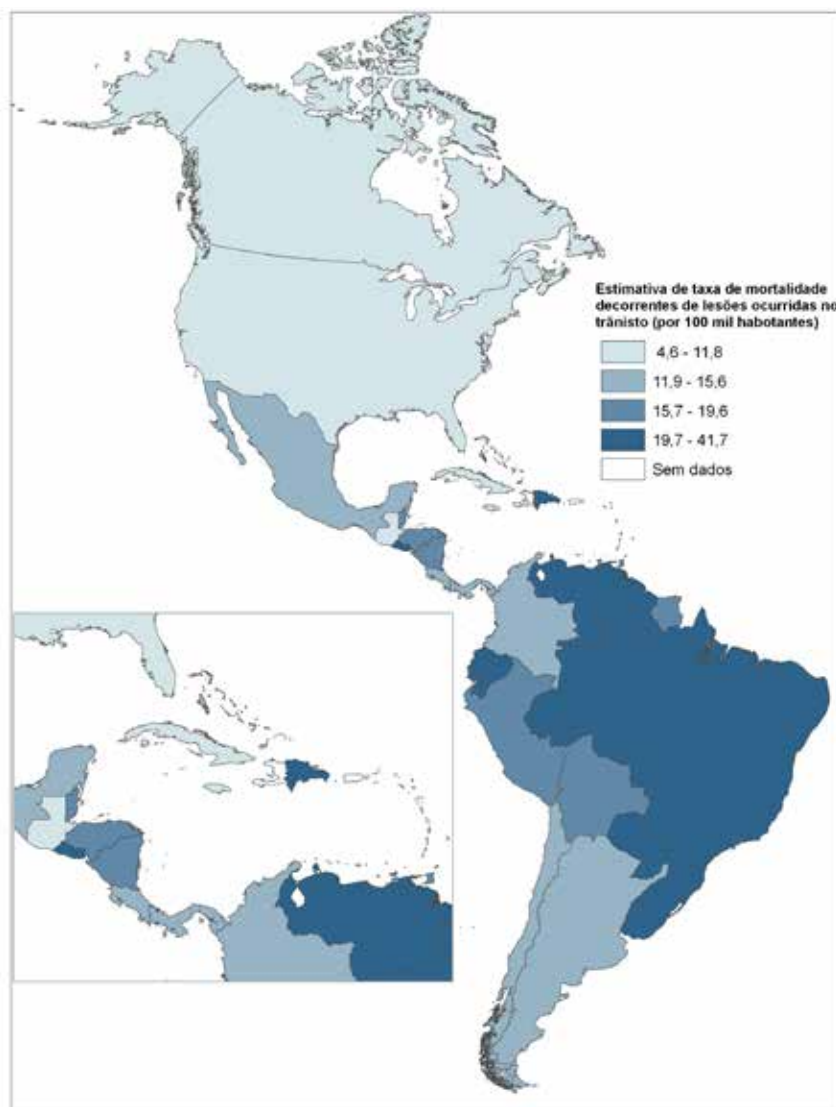 Estimativa de taxa de mortalidade
decorrentes de lesões ocurridas no
trânisto (por 100 mil habotantes)
4,6 - 11,8
11,9 - 15,6
15,7 - 19,6
19,7 - 41,7
Sem dados